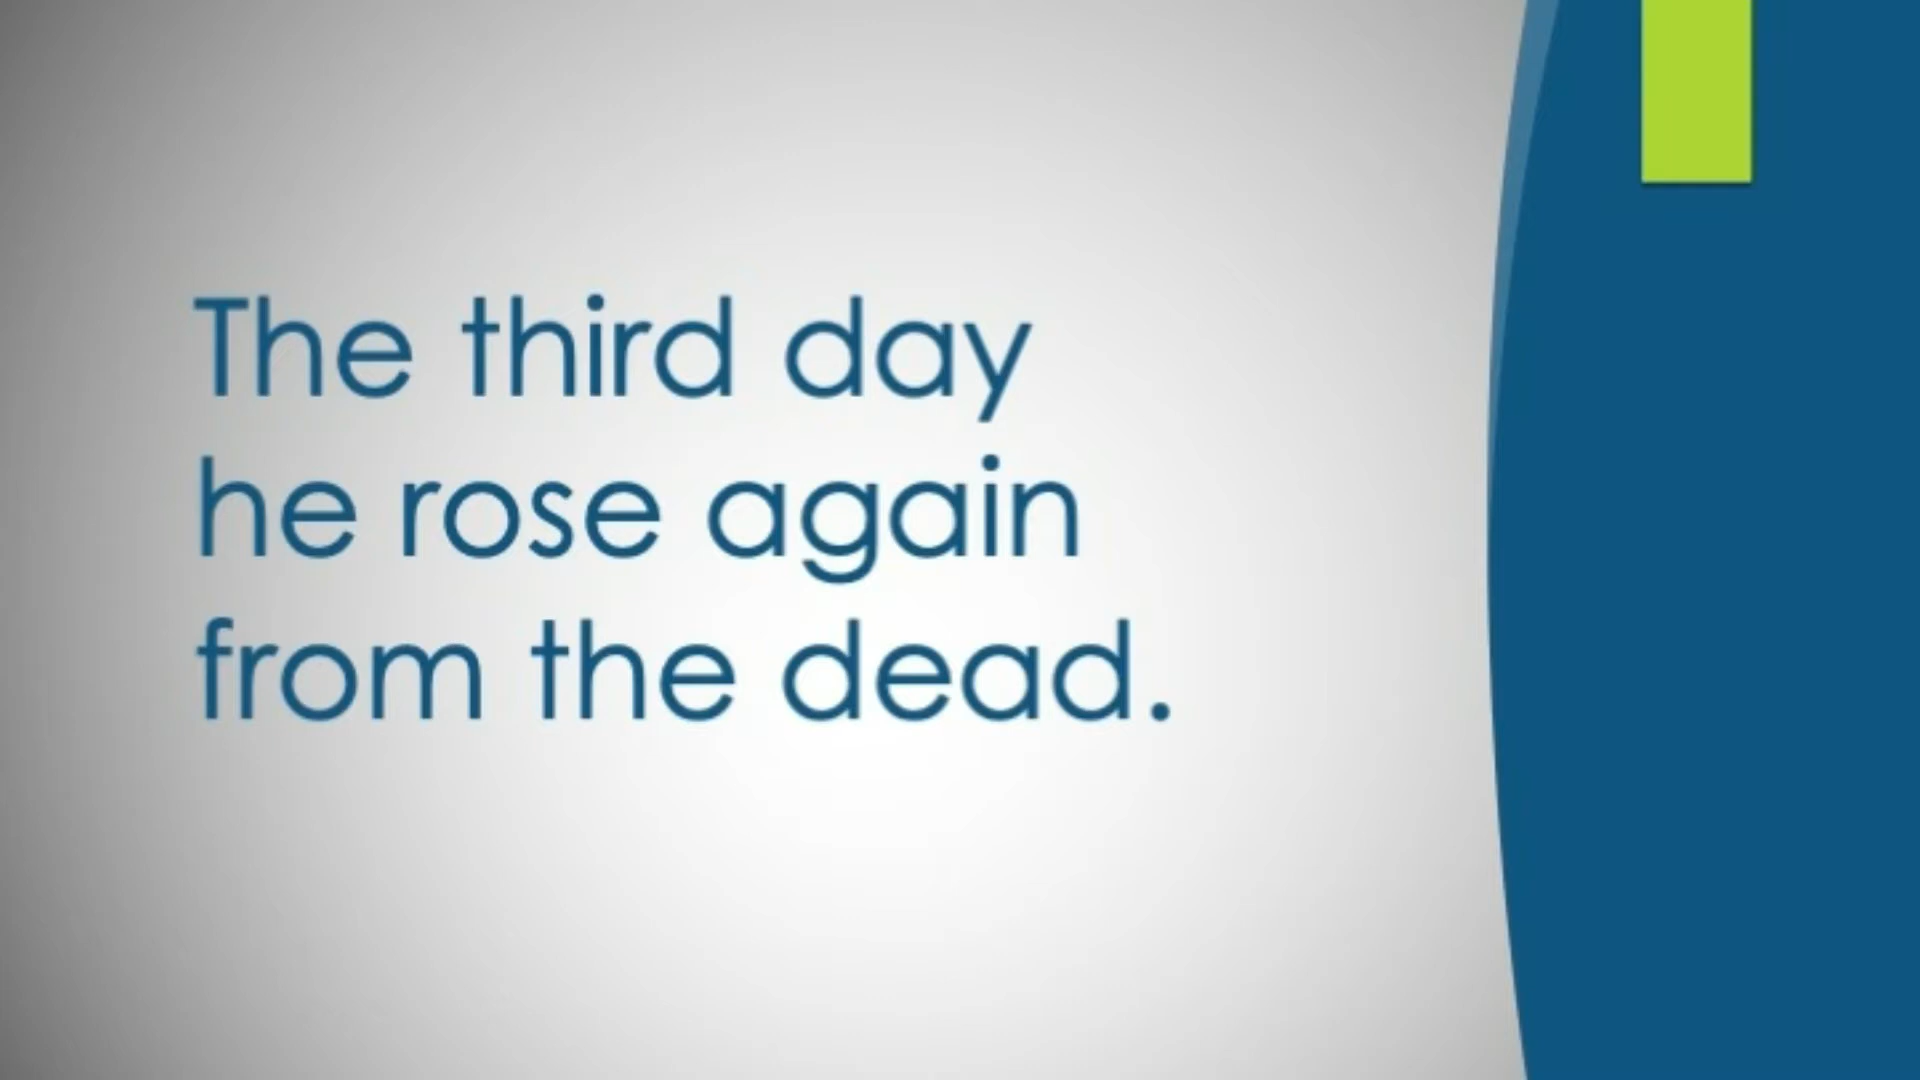 The third day
he rose again
from the dead.